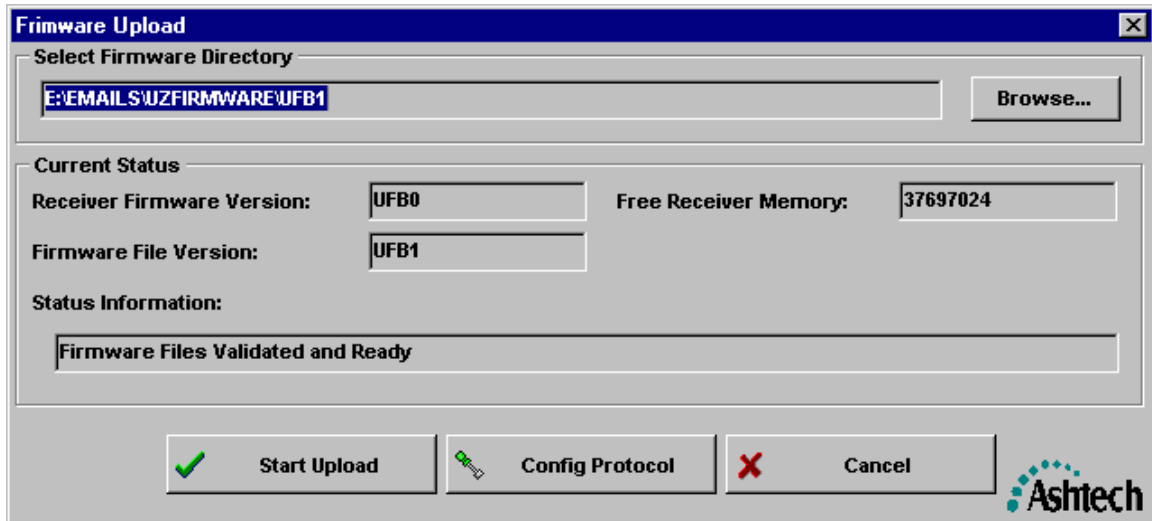 Frimware Upload
Select Firmware Directory
E:\EMAILS\UZFIRMWARE\UFB1
Browse...
Current Status
Receiver Firmware Version: UFB0 Free Receiver Memory: 37697024
Firmware File Version: UFB1
Status Information:
Firmware Files Validated and Ready
Start Upload Config Protocol Cancel
Ashtech